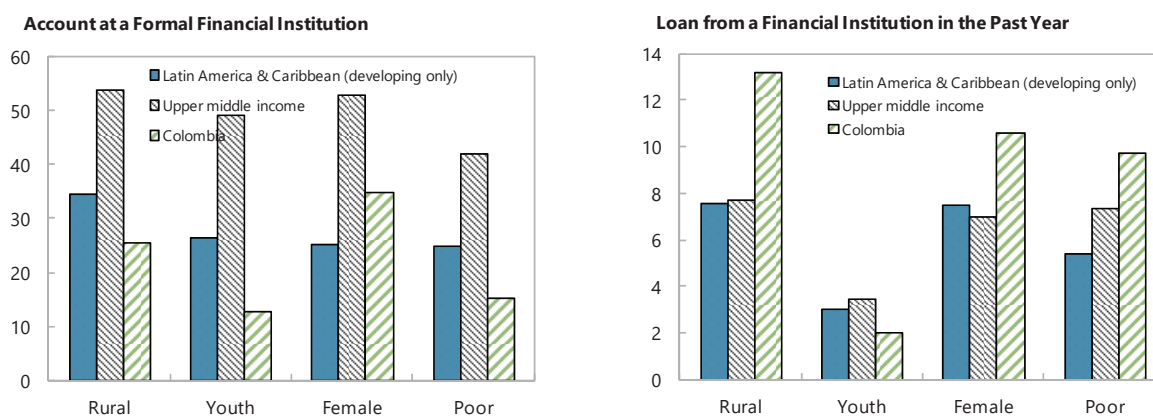 Account at a Formal Financial Institution
60
50
40
30
20
10
0
Latin America & Caribbean (developing only)
Upper middle income
Colombia
Rural Youth Female Poor
Loan from a Financial Institution in the Past Year
14
12
10
8
6
4
2
0
Latin America & Caribbean (developing only)
Upper middle income
Colombia
Rural Youth Female Poor